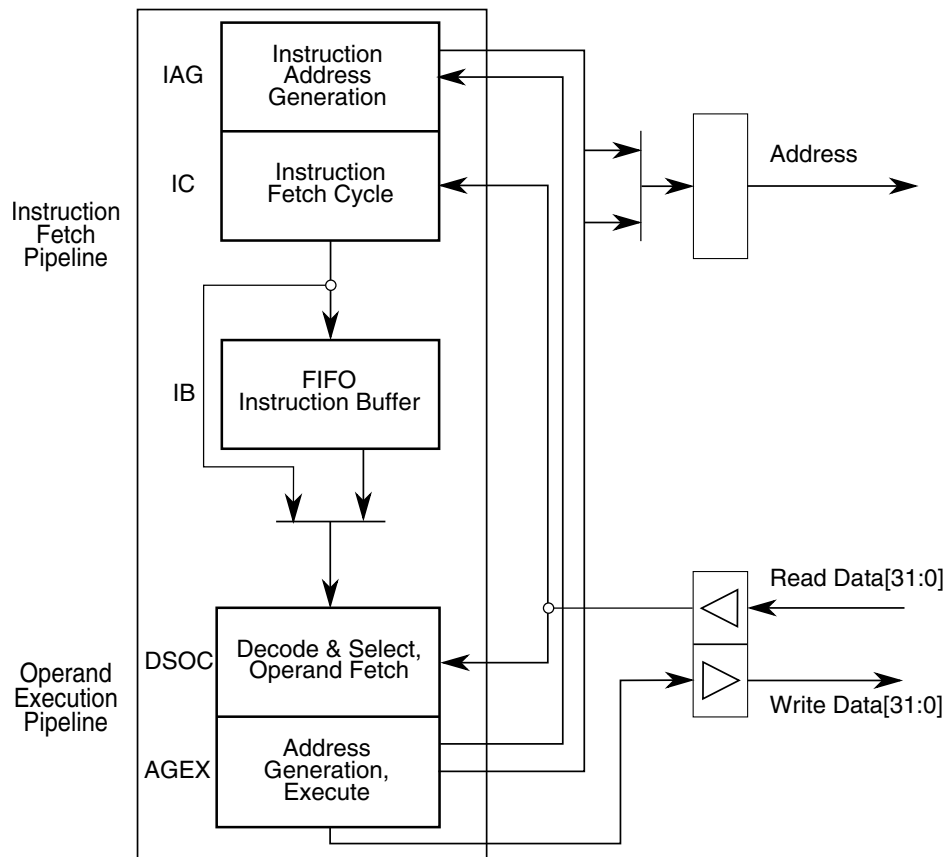 IAG
Instruction
Address
Generation
Address
IC
Instruction
Fetch Cycle
Instruction
Fetch
Pipeline
IB
FIFO
Instruction Buffer
Read Data[31:0]
DSOC
Decode & Select,
Operand Fetch
Operand
Execution
Pipeline
Write Data[31:0]
AGEX
Address
Generation,
Execute